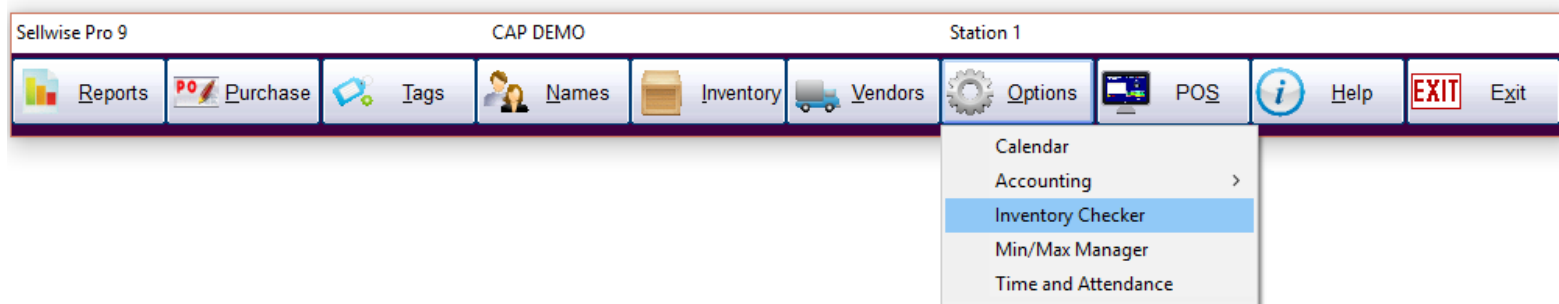 Sellwise Pro 9 CAP DEMO Station 1
Reports PO Purchase Tags Names Inventory Vendors Options POS i Help EXIT Exit
Calendar
Accounting >
Inventory Checker
Min/Max Manager
Time and Attendance